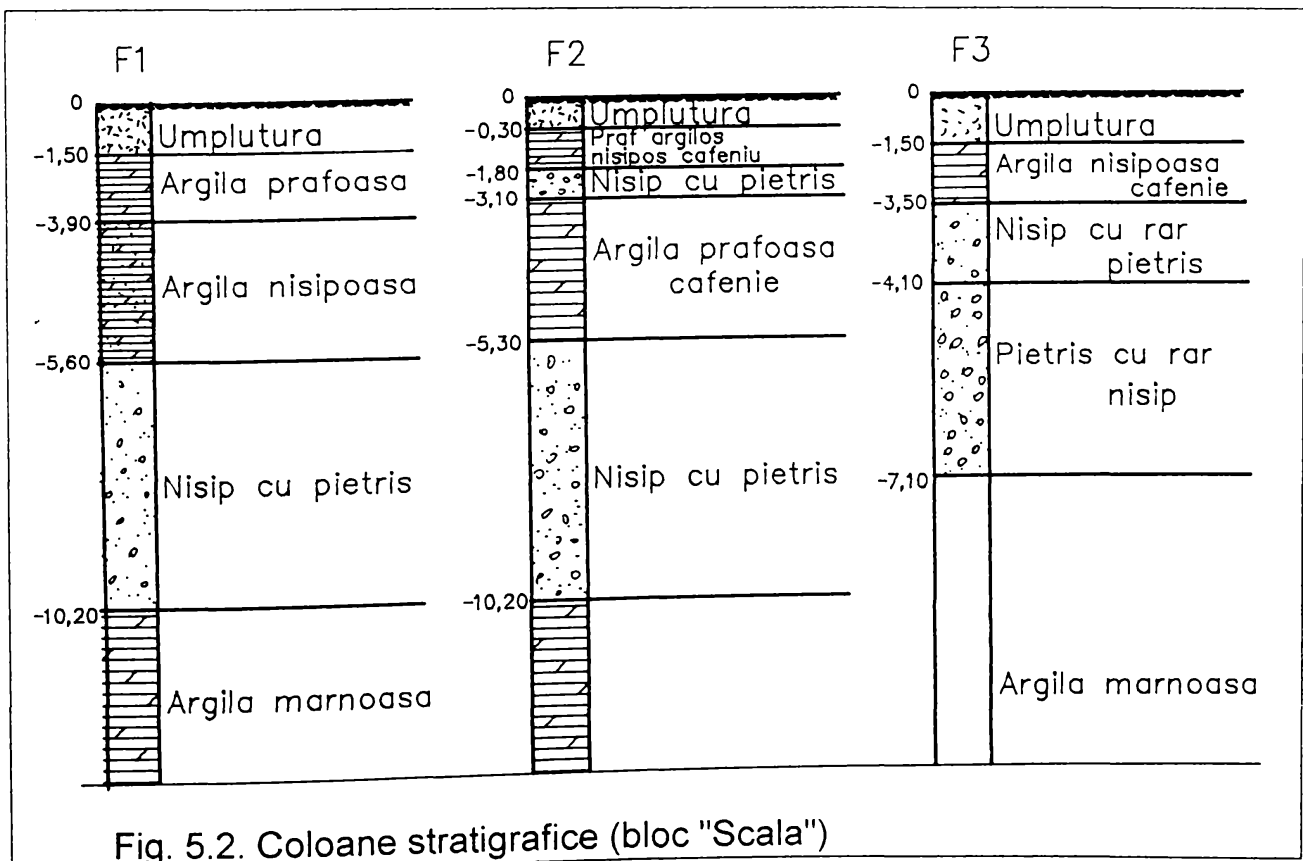 F1
0
Umplutura
-1,50
Argila prafoasa
-3,90
Argila nisipoasa
-5,60
Nisip cu pietris
-10,20
Argila marnoasa
F2
0
Umplutura
-0,30
Praf argilos
nisipos cafeniu
-1,80
Nisip cu pietris
-3,10
Argila prafoasa
cafenie
-5,30
Nisip cu pietris
-10,20
F3
0
Umplutura
-1,50
Argila nisipoasa
cafenie
-3,50
Nisip cu rar
pietris
-4,10
Pietris cu rar
nisip
-7,10
Argila marnoasa
Fig. 5.2. Coloane stratigrafice (bloc "Scala")